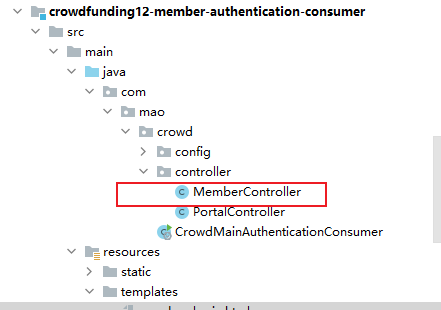 crowdfunding12-member-authentication-consumer
src
main
java
com
mao
crowd
config
controller
MemberController
PortalController
CrowdMainAuthenticationConsumer
resources
static
templates